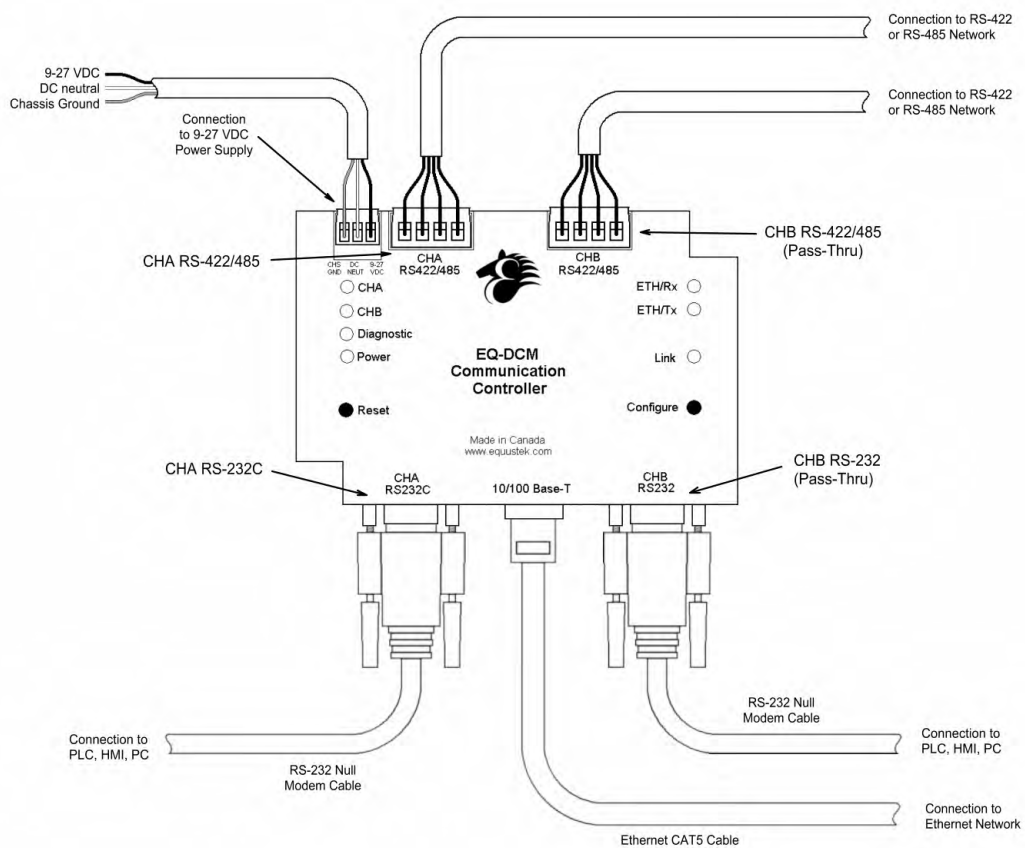 Connection to RS-422
or RS-485 Network
9-27 VDC
DC neutral
Chassis Ground
Connection to RS-422
or RS-485 Network
Connection
to 9-27 VDC
Power Supply
CHB RS-422/485
(Pass-Thru)
CHA RS-422/485
CHS GND
DC NEUT
9-27 VDC
CHA
RS422/485
CHB
RS422/485
CHA
CHB
Diagnostic
Power
Reset
ETH/Rx
ETH/Tx
Link
Configure
EQ-DCM
Communication
Controller
Made in Canada
www.equustek.com
CHA RS-232C
CHB RS-232
(Pass-Thru)
CHA
RS232C
10/100 Base-T
CHB
RS232
RS-232 Null
Modem Cable
Connection to
PLC, HMI, PC
Connection to
PLC, HMI, PC
RS-232 Null
Modem Cable
Connection to
Ethernet Network
Ethernet CAT5 Cable